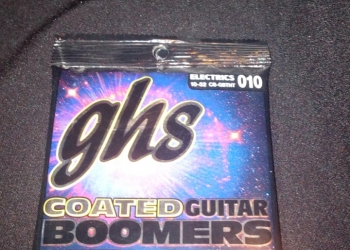 ELECTRICS
10-52 CB-GBTNT 010
ghs
COATED GUITAR
BOOMERS